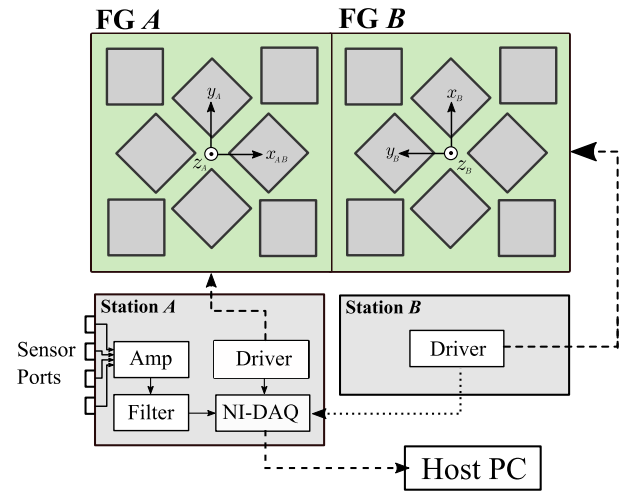 FG A
FG B
y_A
x_B
z_A
x_AB
y_B
z_B
Station A
Station B
Sensor
Ports
Amp
Driver
Driver
Filter
NI-DAQ
Host PC